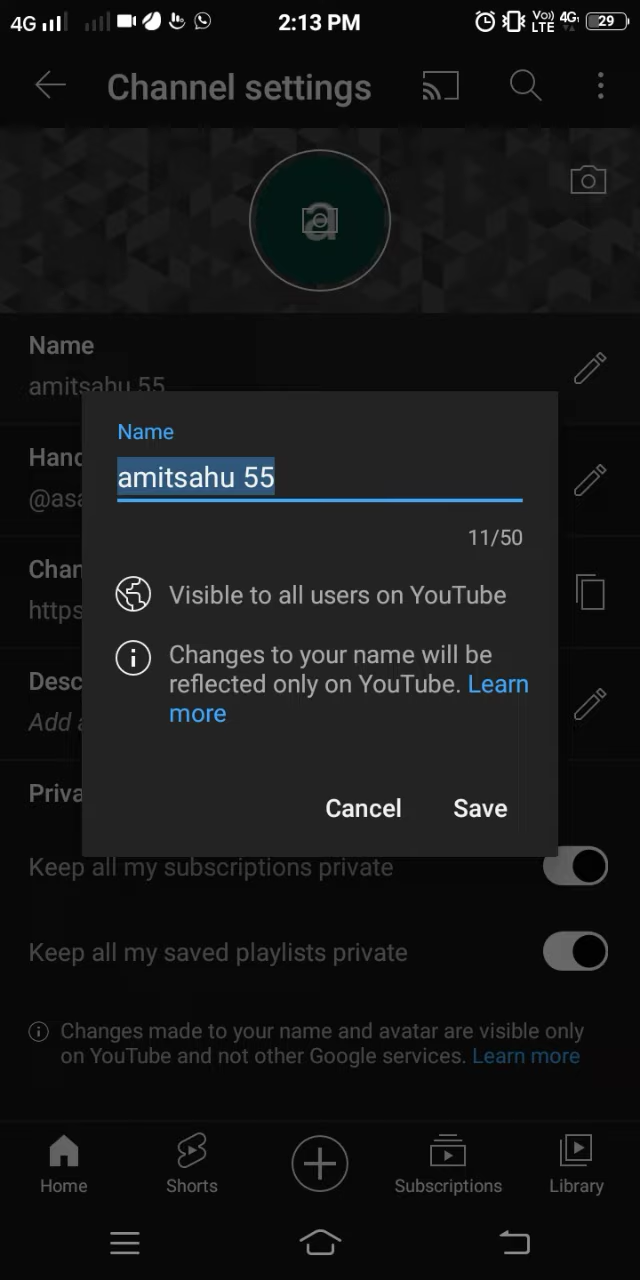 4G 2:13 PM Vo) LTE 4G 29
Channel settings
a
Name
amitsahu 55
Hand
@asa
Name
amitsahu 55
11/50
Visible to all users on YouTube
Changes to your name will be
reflected only on YouTube. Learn
more
Cancel Save
Chan
https
Desc
Add a
Priva
Keep all my subscriptions private
Keep all my saved playlists private
Changes made to your name and avatar are visible only
on YouTube and not other Google services. Learn more
Home Shorts Subscriptions Library